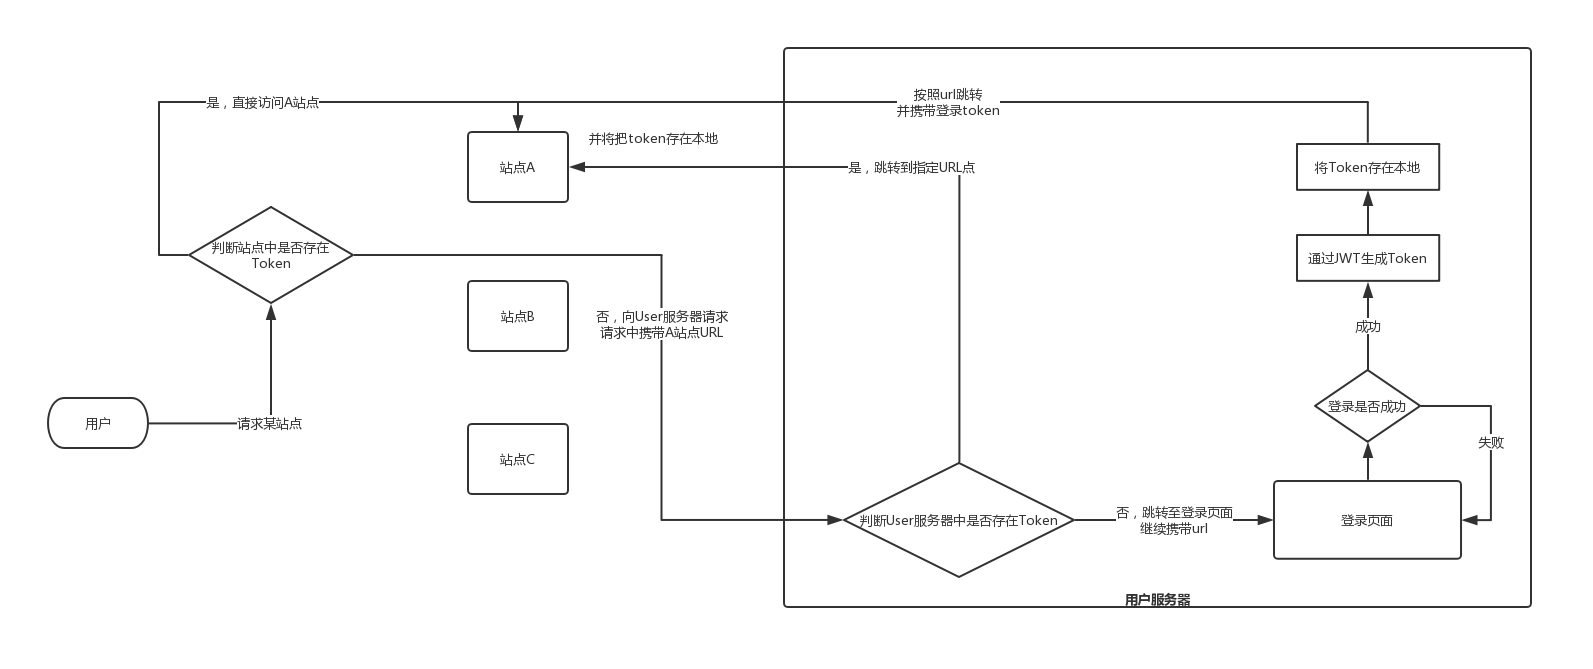 是，直接访问A站点
按照url跳转
并携带登录token
并将把token存在本地
站点A
是，跳转到指定URL点
将Token存在本地
判断站点中是否存在
Token
通过JWT生成Token
站点B
否，向User服务器请求
请求中携带A站点URL
成功
用户
请求某站点
登录是否成功
失败
站点C
判断User服务器中是否存在Token
否，跳转至登录页面
继续携带url
登录页面
用户服务器